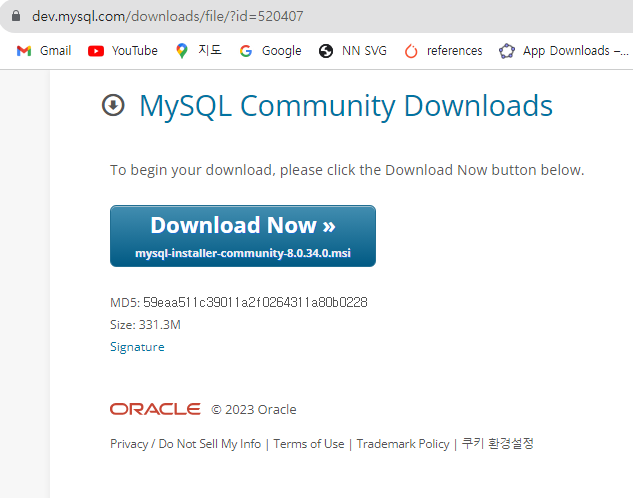 dev.mysql.com/downloads/file/?id=520407
Gmail YouTube 지도 Google NN SVG references App Downloads –...
MySQL Community Downloads
To begin your download, please click the Download Now button below.
Download Now »
mysql-installer-community-8.0.34.0.msi
MD5: 59eaa511c39011a2f0264311a80b0228
Size: 331.3M
Signature
ORACLE © 2023 Oracle
Privacy / Do Not Sell My Info | Terms of Use | Trademark Policy | 쿠키 환경설정